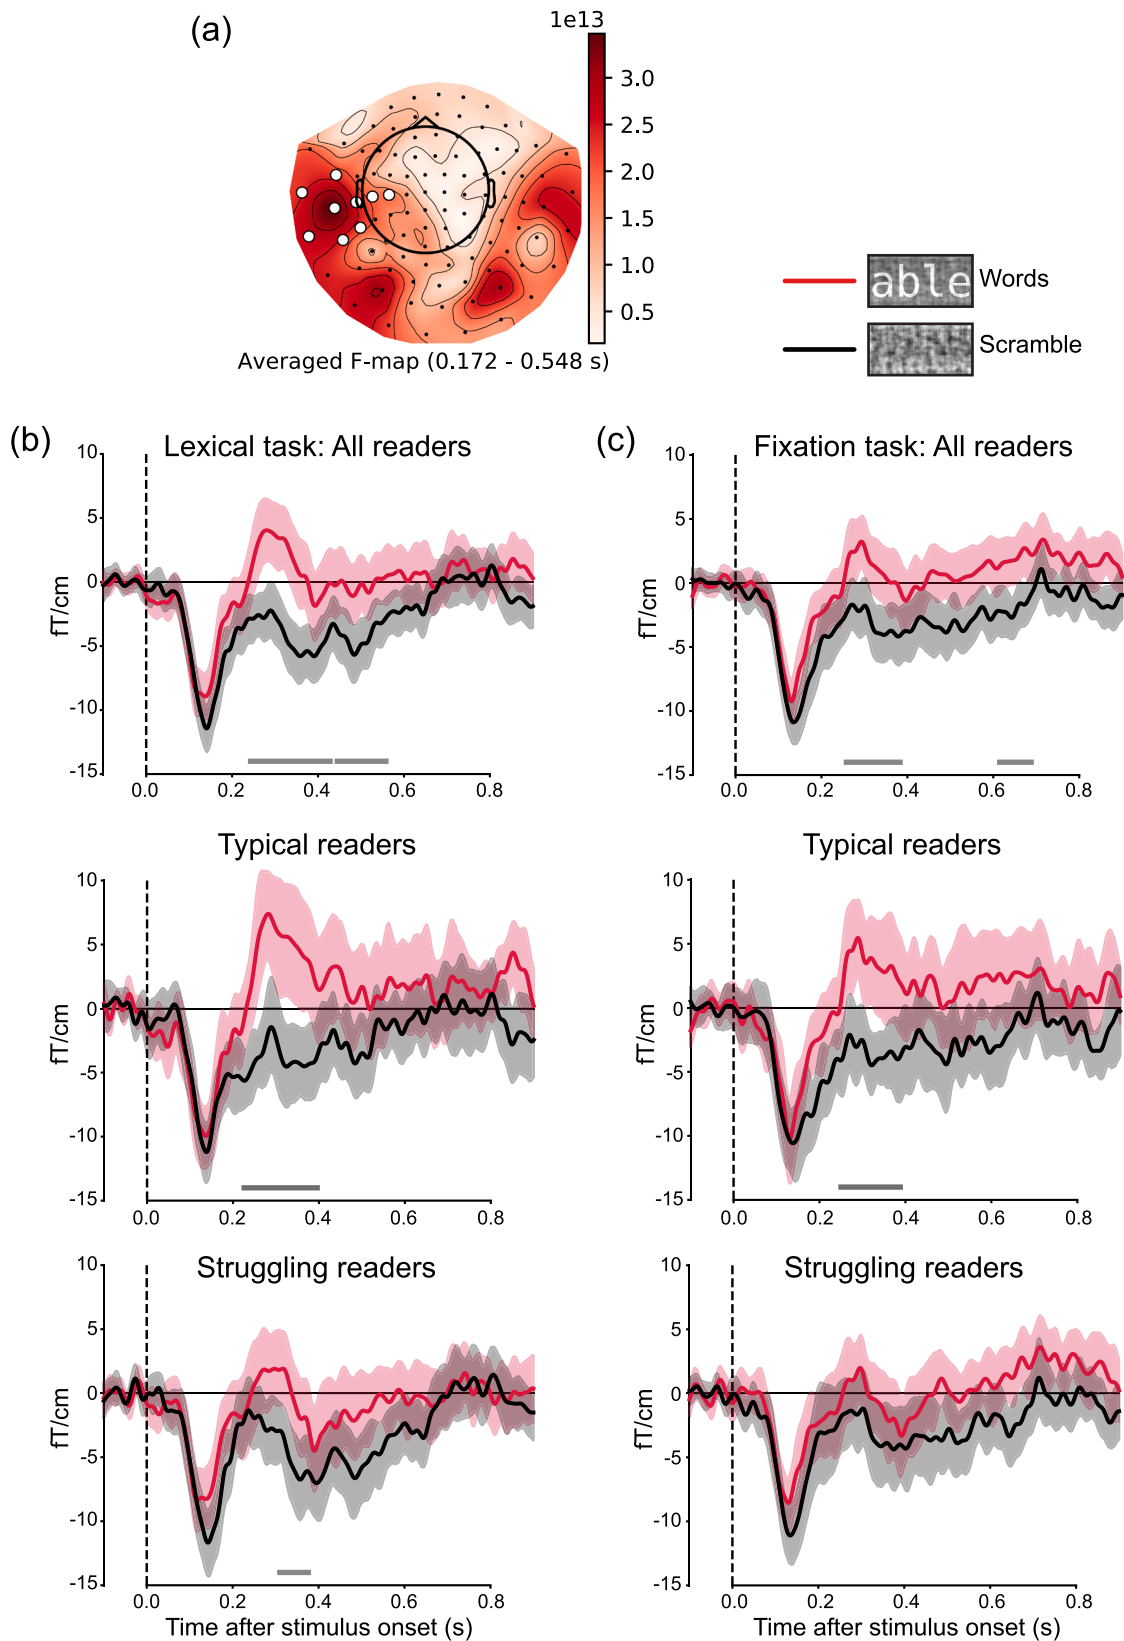 (a)
1e13
3.0
2.5
2.0
1.5
1.0
0.5
Averaged F-map (0.172 - 0.548 s)
able Words
Scramble
(b) Lexical task: All readers
10
5
0
-5
-10
-15
fT/cm
0.0 0.2 0.4 0.6 0.8
(c) Fixation task: All readers
10
5
0
-5
-10
-15
fT/cm
0.0 0.2 0.4 0.6 0.8
Typical readers
10
5
0
-5
-10
-15
fT/cm
0.0 0.2 0.4 0.6 0.8
Typical readers
10
5
0
-5
-10
-15
fT/cm
0.0 0.2 0.4 0.6 0.8
Struggling readers
10
5
0
-5
-10
-15
fT/cm
0.0 0.2 0.4 0.6 0.8
Time after stimulus onset (s)
Struggling readers
10
5
0
-5
-10
-15
fT/cm
0.0 0.2 0.4 0.6 0.8
Time after stimulus onset (s)